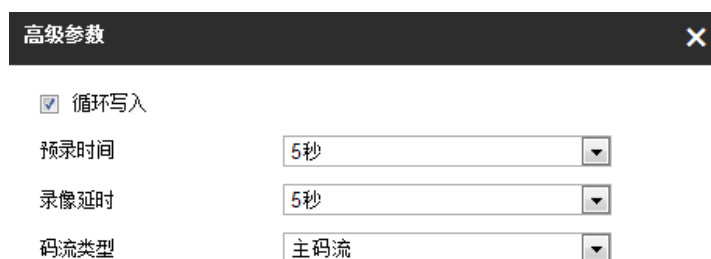 高级参数
循环写入
预录时间 5秒
录像延时 5秒
码流类型 主码流